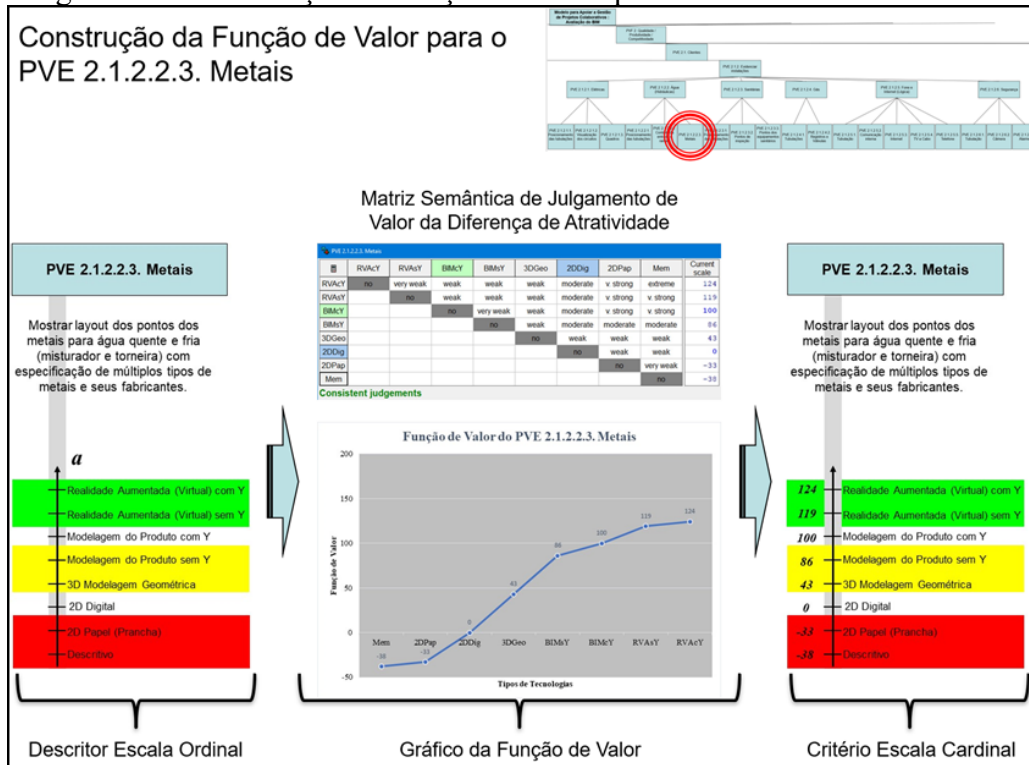 Construção da Função de Valor para o
PVE 2.1.2.2.3. Metais
Modelo para Apoiar a Gestão
de Projetos Colaborativos -
Avaliação do BIM
Matriz Semântica de Julgamento de
Valor da Diferença de Atratividade
PVE 2.1.2.2.3. Metais
Mostrar layout dos pontos dos
metais para água quente e fria
(misturador e torneira) com
especificação de múltiplos tipos de
metais e seus fabricantes.
a
Realidade Aumentada (Virtual) com Y
Realidade Aumentada (Virtual) sem Y
Modelagem do Produto com Y
Modelagem do Produto sem Y
3D Modelagem Geométrica
2D Digital
2D Papel (Prancha)
Descritivo
Descritor Escala Ordinal
PVE 2.1.2.2.3. Metais
RVAcY RVAsY BIMcY BIMsY 3DGeo 2DDig 2DPap Mem Current scale
RVAcY no very weak weak weak weak moderate v. strong extreme 124
RVAsY no weak weak weak moderate v. strong v. strong 119
BIMcY no very weak weak moderate v. strong v. strong 100
BIMsY no weak moderate moderate moderate 86
3DGeo no weak weak weak 43
2DDig no weak weak 0
2DPap no very weak -33
Mem no -38
Consistent judgements
Função de Valor do PVE 2.1.2.2.3. Metais
Função de Valor
200
150
100
50
0
-50
-38
-33
0
43
86
100
119
124
Mem 2DPap 2DDig 3DGeo BIMsY BIMcY RVAsY RVAcY
Tipos de Tecnologias
Gráfico da Função de Valor
PVE 2.1.2.2.3. Metais
Mostrar layout dos pontos dos
metais para água quente e fria
(misturador e torneira) com
especificação de múltiplos tipos de
metais e seus fabricantes.
124 Realidade Aumentada (Virtual) com Y
119 Realidade Aumentada (Virtual) sem Y
100 Modelagem do Produto com Y
86 Modelagem do Produto sem Y
43 3D Modelagem Geométrica
0 2D Digital
-33 2D Papel (Prancha)
-38 Descritivo
Critério Escala Cardinal